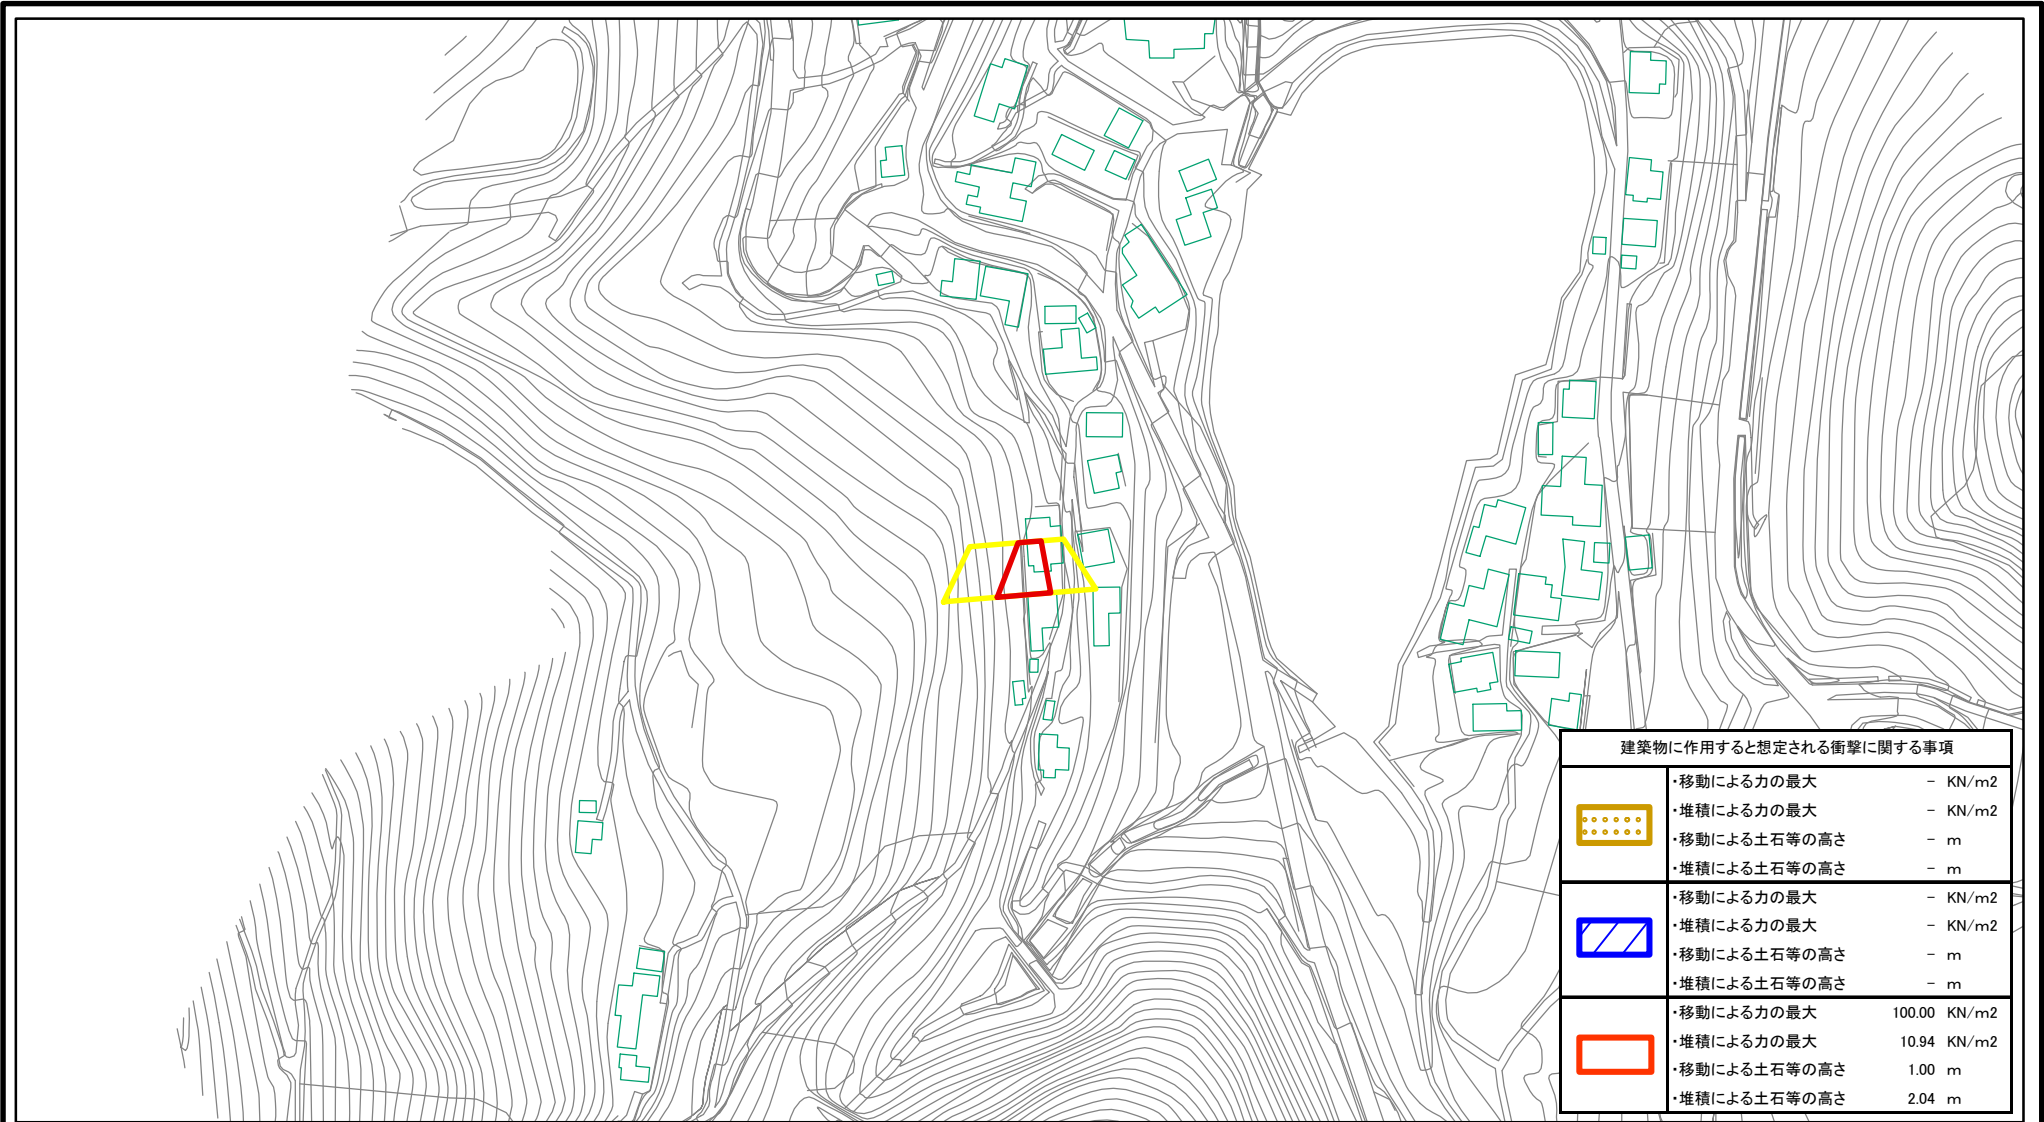 建築物に作用すると想定される衝撃に関する事項
・移動による力の最大 - KN/m2
・堆積による力の最大 - KN/m2
・移動による土石等の高さ - m
・堆積による土石等の高さ - m
・移動による力の最大 - KN/m2
・堆積による力の最大 - KN/m2
・移動による土石等の高さ - m
・堆積による土石等の高さ - m
・移動による力の最大 100.00 KN/m2
・堆積による力の最大 10.94 KN/m2
・移動による土石等の高さ 1.00 m
・堆積による土石等の高さ 2.04 m